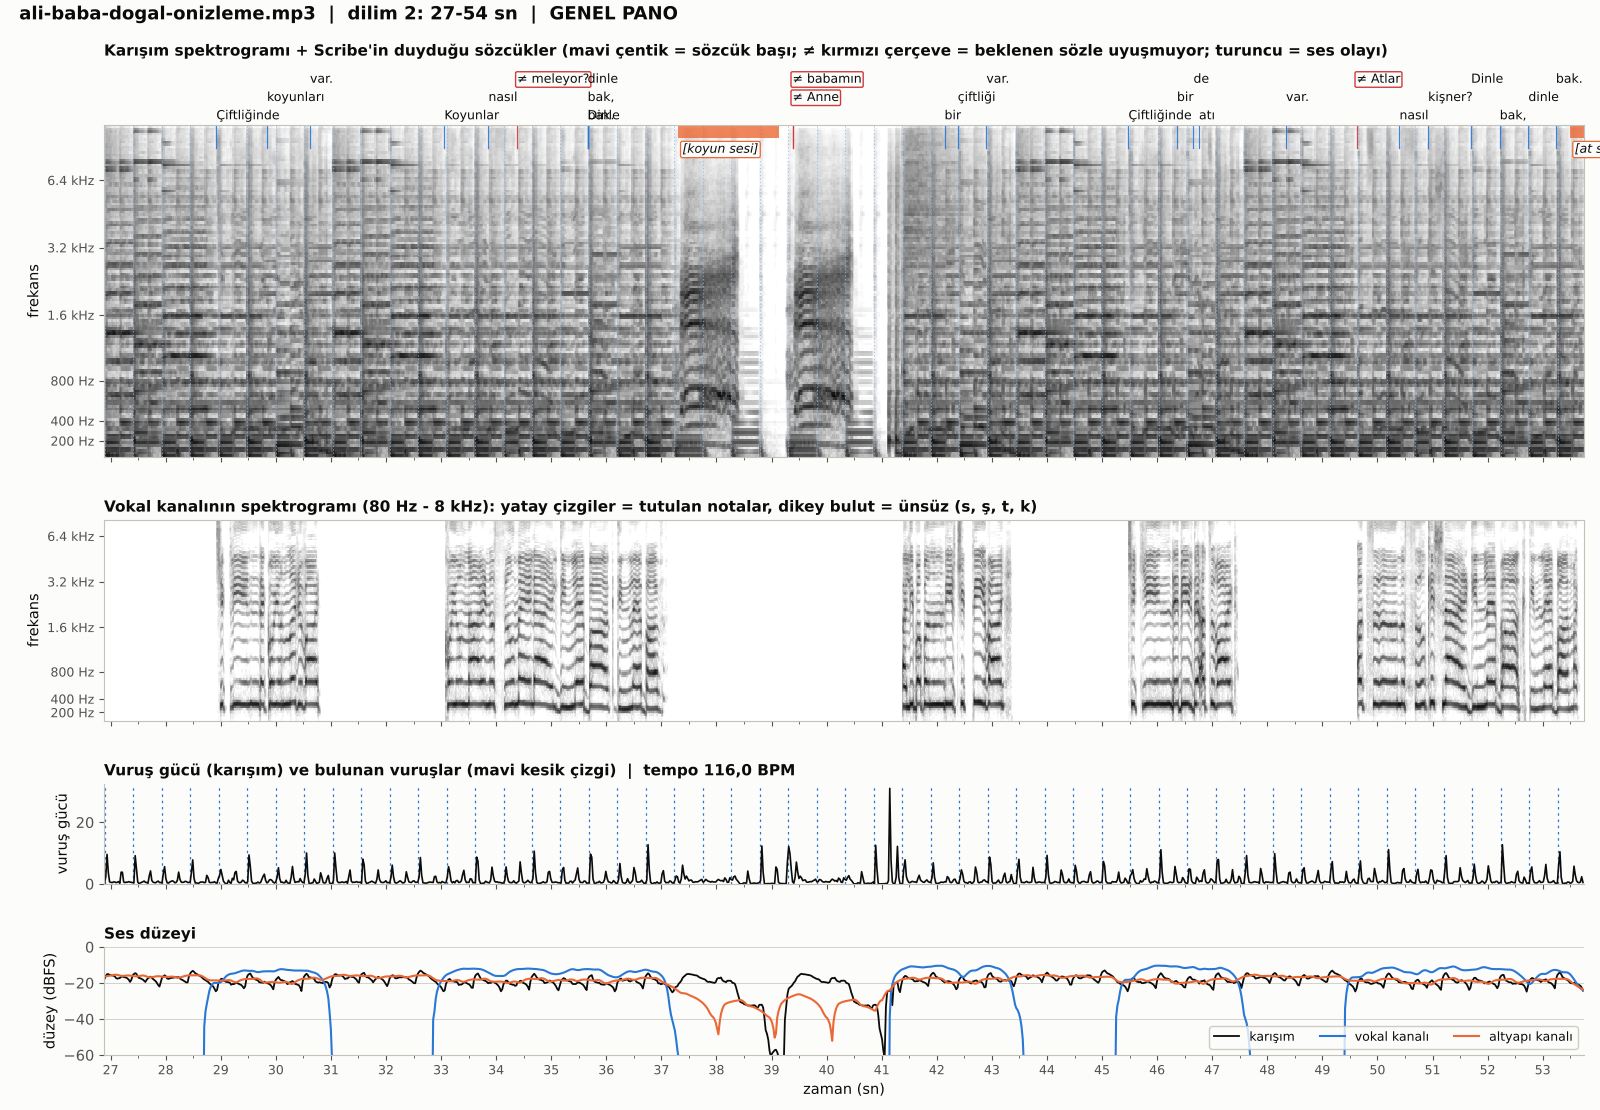 ali-baba-dogal-onizleme.mp3 | dilim 2: 27-54 sn | GENEL PANO
Karışım spektrogramı + Scribe'in duyduğu sözcükler (mavi çentik = sözcük başı; ≠ kırmızı çerçeve = beklenen sözle uyuşmuyor; turuncu = ses olayı)
var. ≠ meleyor? dinle ≠ babamın var. de ≠ Atlar Dinle bak.
koyunları nasıl bak, ≠ Anne çiftliği bir var. kişner? dinle
Çiftliğinde Koyunlar Dinle bir Çiftliğinde atı nasıl bak,
[koyun sesi] [at s
frekans
6.4 kHz
3.2 kHz
1.6 kHz
800 Hz
400 Hz
200 Hz
Vokal kanalının spektrogramı (80 Hz - 8 kHz): yatay çizgiler = tutulan notalar, dikey bulut = ünsüz (s, ş, t, k)
frekans
6.4 kHz
3.2 kHz
1.6 kHz
800 Hz
400 Hz
200 Hz
Vuruş gücü (karışım) ve bulunan vuruşlar (mavi kesik çizgi) | tempo 116,0 BPM
vuruş gücü
20
0
Ses düzeyi
düzey (dBFS)
0
−20
−40
−60
karışım vokal kanalı altyapı kanalı
27 28 29 30 31 32 33 34 35 36 37 38 39 40 41 42 43 44 45 46 47 48 49 50 51 52 53
zaman (sn)